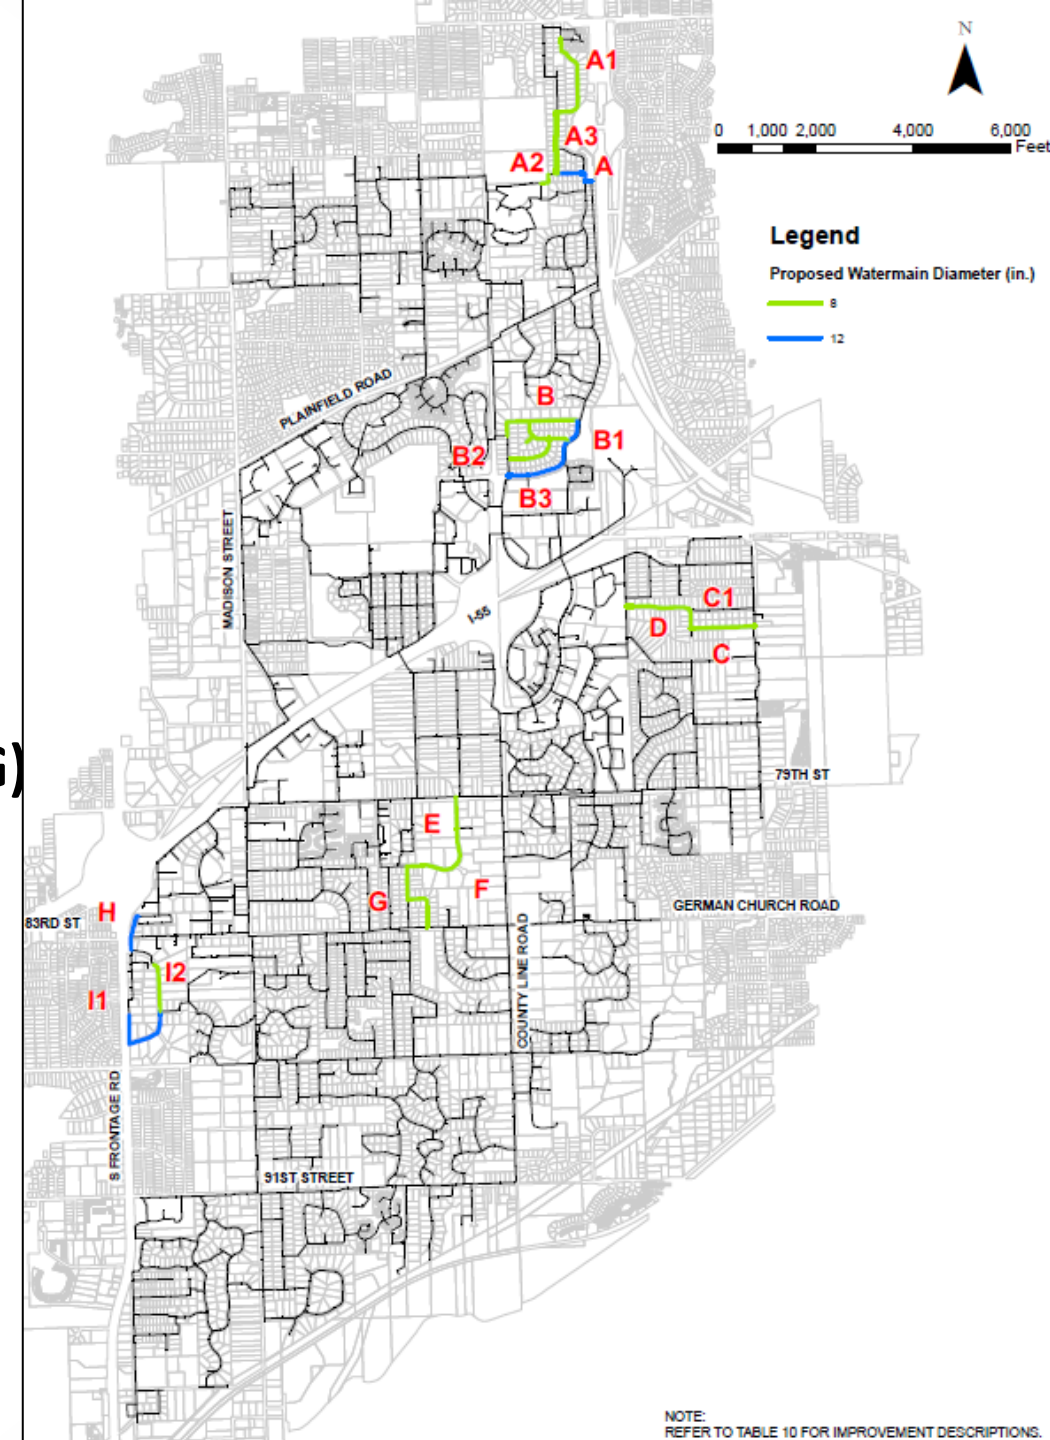 N
0 1,000 2,000 4,000 6,000
Feet
A1
A3
A2
A
Legend
Proposed Watermain Diameter (in.)
8
12
PLAINFIELD ROAD
B
B1
B2
B3
MADISON STREET
I-55
C1
D
C
G)
79TH ST
E
F
G
GERMAN CHURCH ROAD
H
83RD ST
COUNTY LINE ROAD
I2
I1
S FRONTAGE RD
91ST STREET
NOTE:
REFER TO TABLE 10 FOR IMPROVEMENT DESCRIPTIONS.